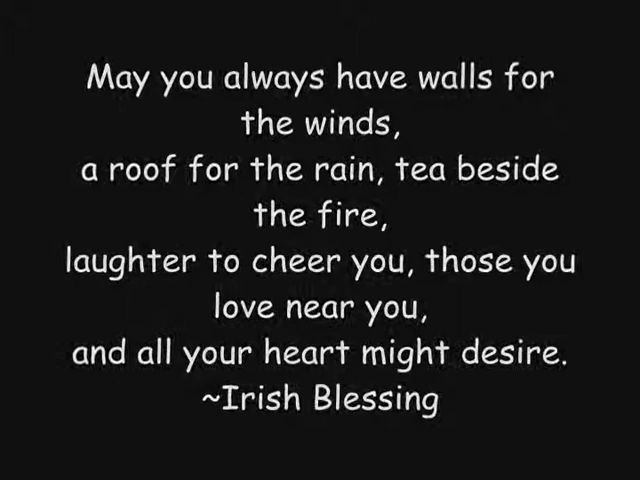 May you always have walls for
the winds,
a roof for the rain, tea beside
the fire,
laughter to cheer you, those you
love near you,
and all your heart might desire.
~Irish Blessing